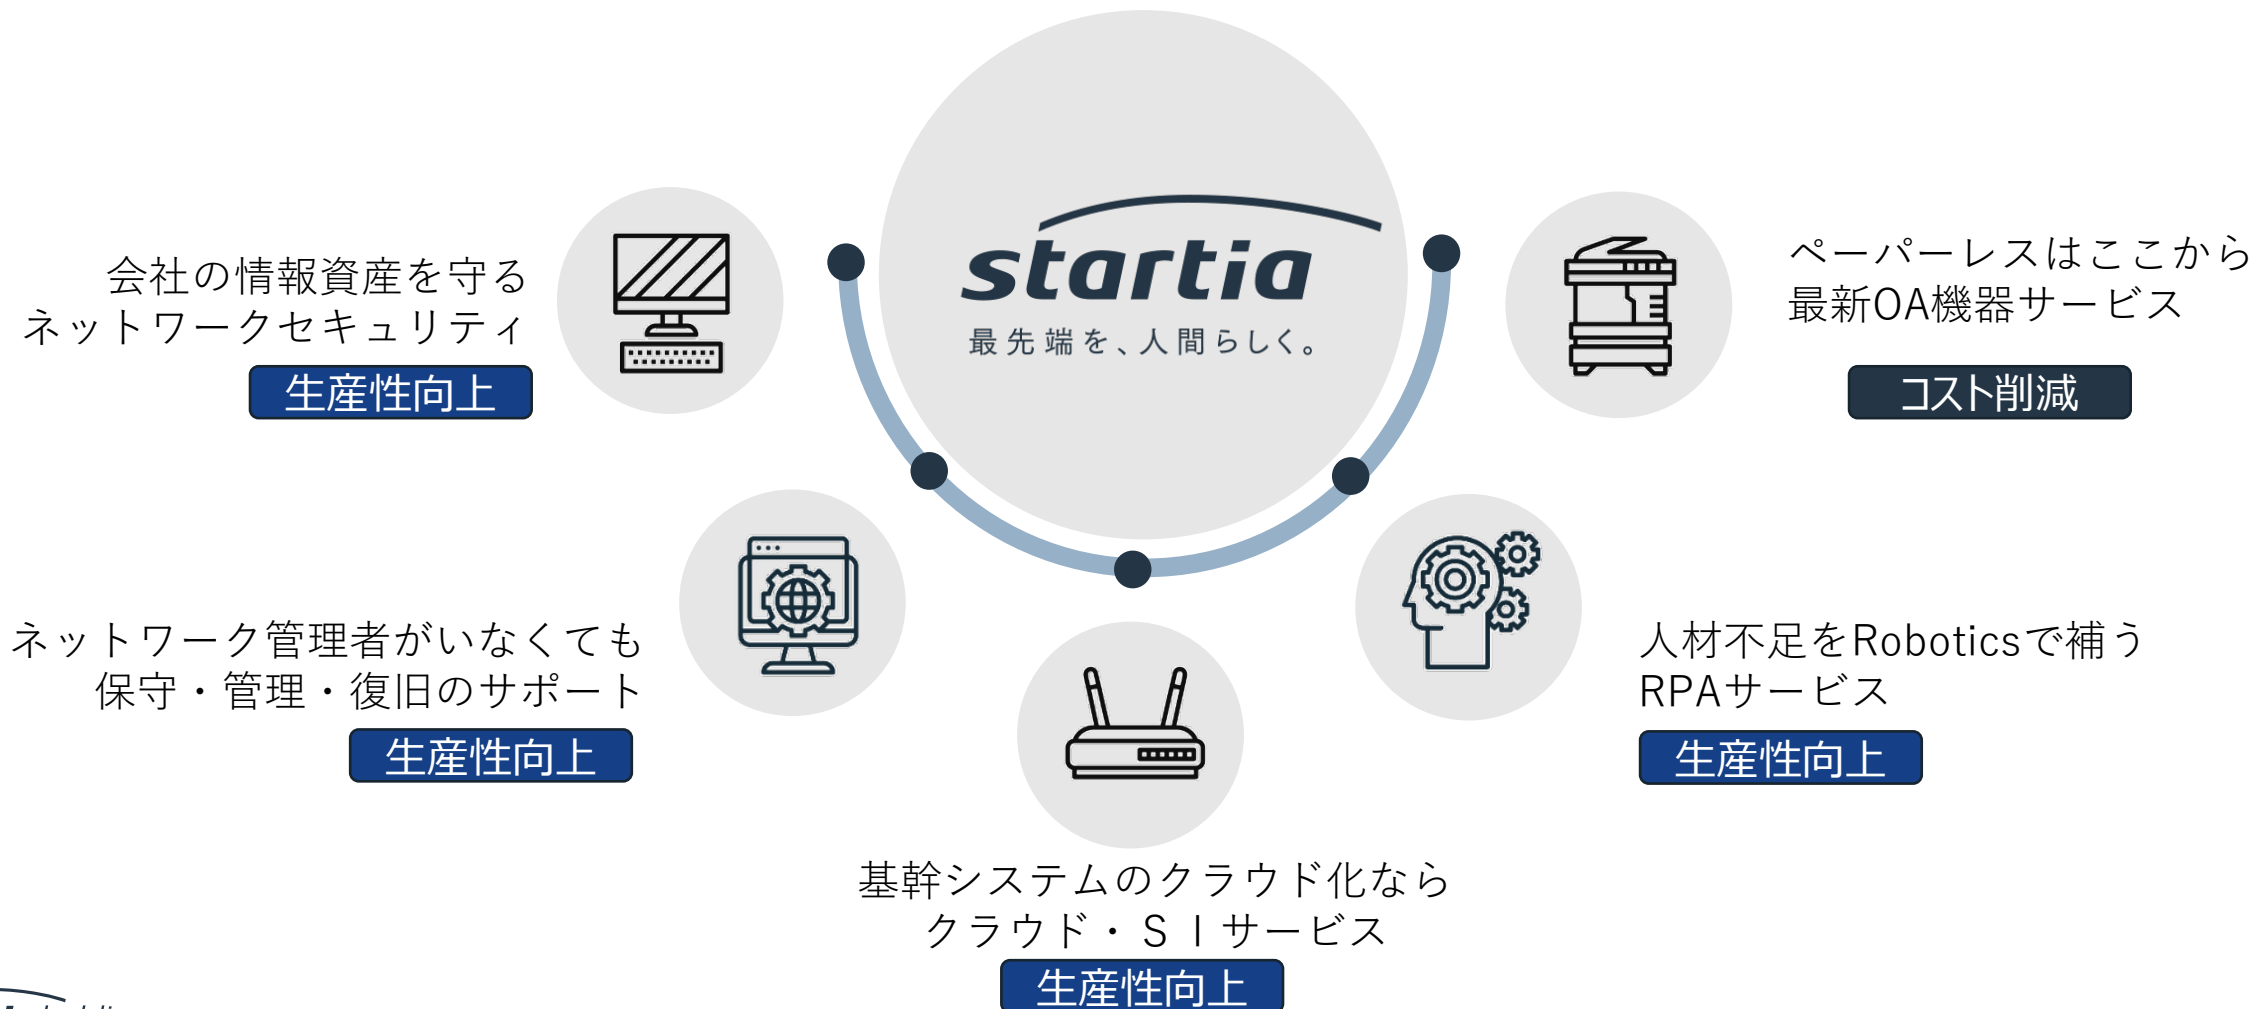 startia
最先端を、人間らしく。
会社の情報資産を守る
ネットワークセキュリティ
生産性向上
ペーパーレスはここから
最新OA機器サービス
コスト削減
ネットワーク管理者がいなくても
保守・管理・復旧のサポート
生産性向上
人材不足をRoboticsで補う
RPAサービス
生産性向上
基幹システムのクラウド化なら
クラウド・ＳＩサービス
生産性向上